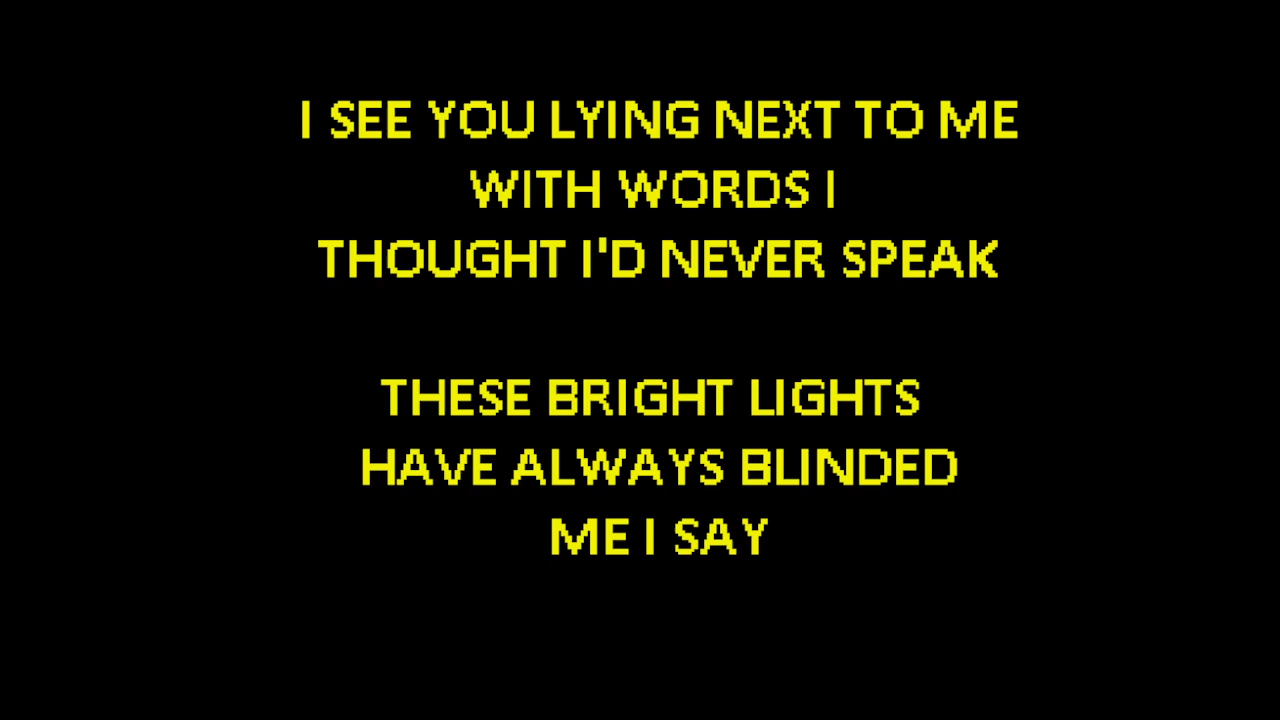 I SEE YOU LYING NEXT TO ME
WITH WORDS I
THOUGHT I'D NEVER SPEAK
THESE BRIGHT LIGHTS
HAVE ALWAYS BLINDED
ME I SAY